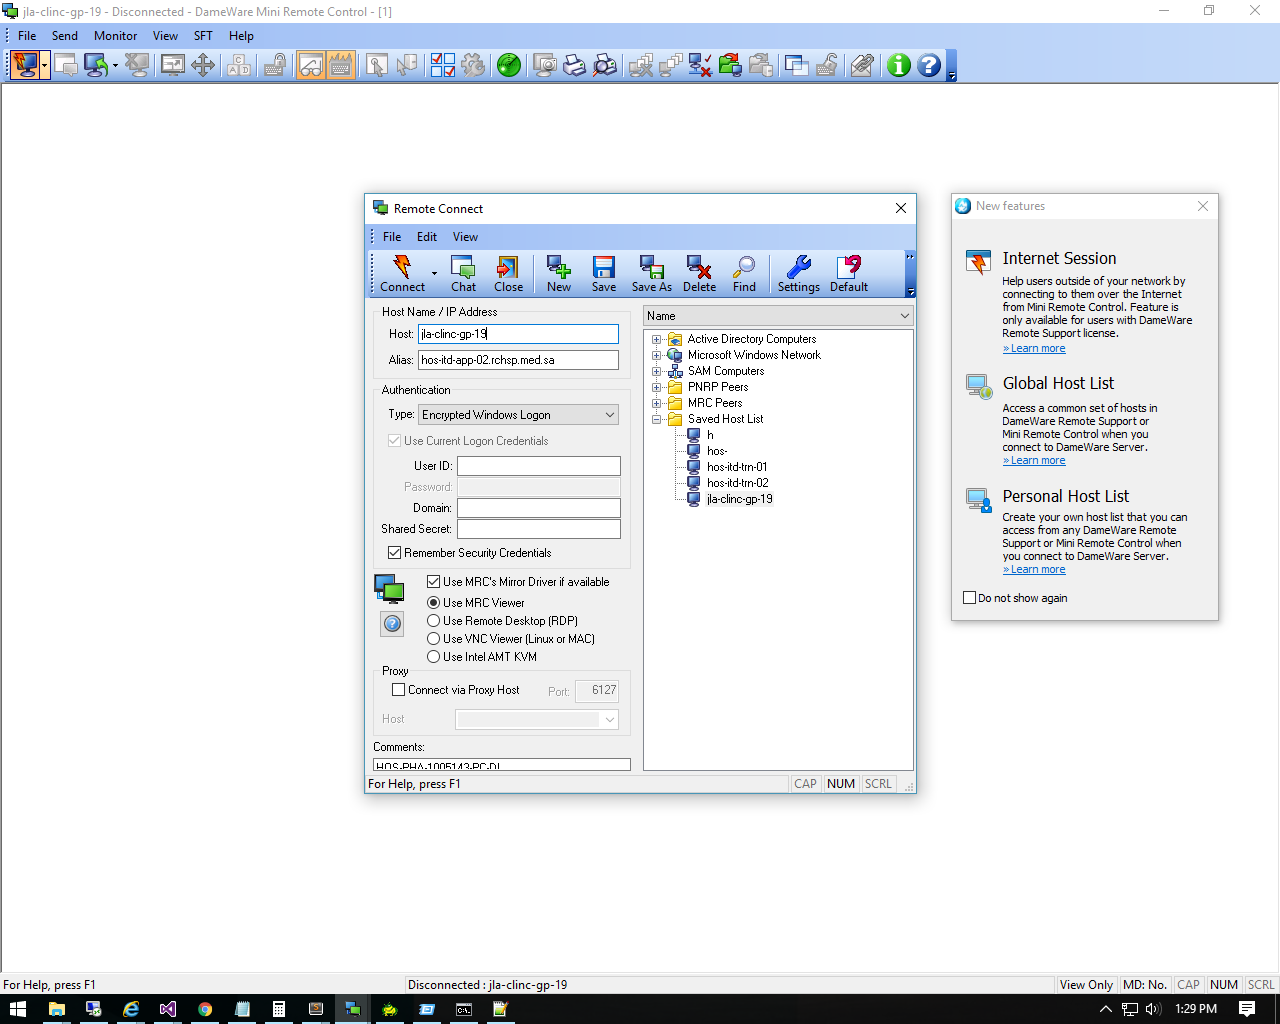 jla-clinc-gp-19 - Disconnected - DameWare Mini Remote Control - [1]
File Send Monitor View SFT Help
Remote Connect
File Edit View
Connect Chat Close New Save Save As Delete Find Settings Default
Host Name / IP Address
Host: jla-clinc-gp-19
Alias: hos-itd-app-02.rchsp.med.sa
Authentication
Type: Encrypted Windows Logon
Use Current Logon Credentials
User ID:
Password:
Domain:
Shared Secret:
Remember Security Credentials
Use MRC's Mirror Driver if available
Use MRC Viewer
Use Remote Desktop (RDP)
Use VNC Viewer (Linux or MAC)
Use Intel AMT KVM
Proxy
Connect via Proxy Host Port: 6127
Host
Comments:
HOS-PHA-1005143-PC-DL
Name
Active Directory Computers
Microsoft Windows Network
SAM Computers
PNRP Peers
MRC Peers
Saved Host List
h
hos-
hos-itd-trn-01
hos-itd-trn-02
jla-clinc-gp-19
For Help, press F1 CAP NUM SCRL
New features
Internet Session
Help users outside of your network by
connecting to them over the Internet
from Mini Remote Control. Feature is
only available for users with DameWare
Remote Support license.
» Learn more
Global Host List
Access a common set of hosts in
DameWare Remote Support or
Mini Remote Control when you
connect to DameWare Server.
» Learn more
Personal Host List
Create your own host list that you can
access from any DameWare Remote
Support or Mini Remote Control when
you connect to DameWare Server.
» Learn more
Do not show again
For Help, press F1 Disconnected : jla-clinc-gp-19 View Only MD: No. CAP NUM SCRL
1:29 PM